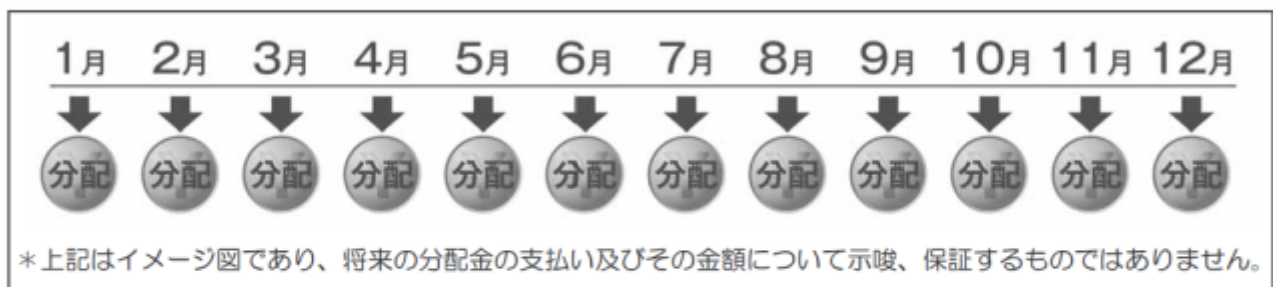 1月 2月 3月 4月 5月 6月 7月 8月 9月 10月 11月 12月
分配 分配 分配 分配 分配 分配 分配 分配 分配 分配 分配 分配
＊上記はイメージ図であり、将来の分配金の支払い及びその金額について示唆、保証するものではありません。